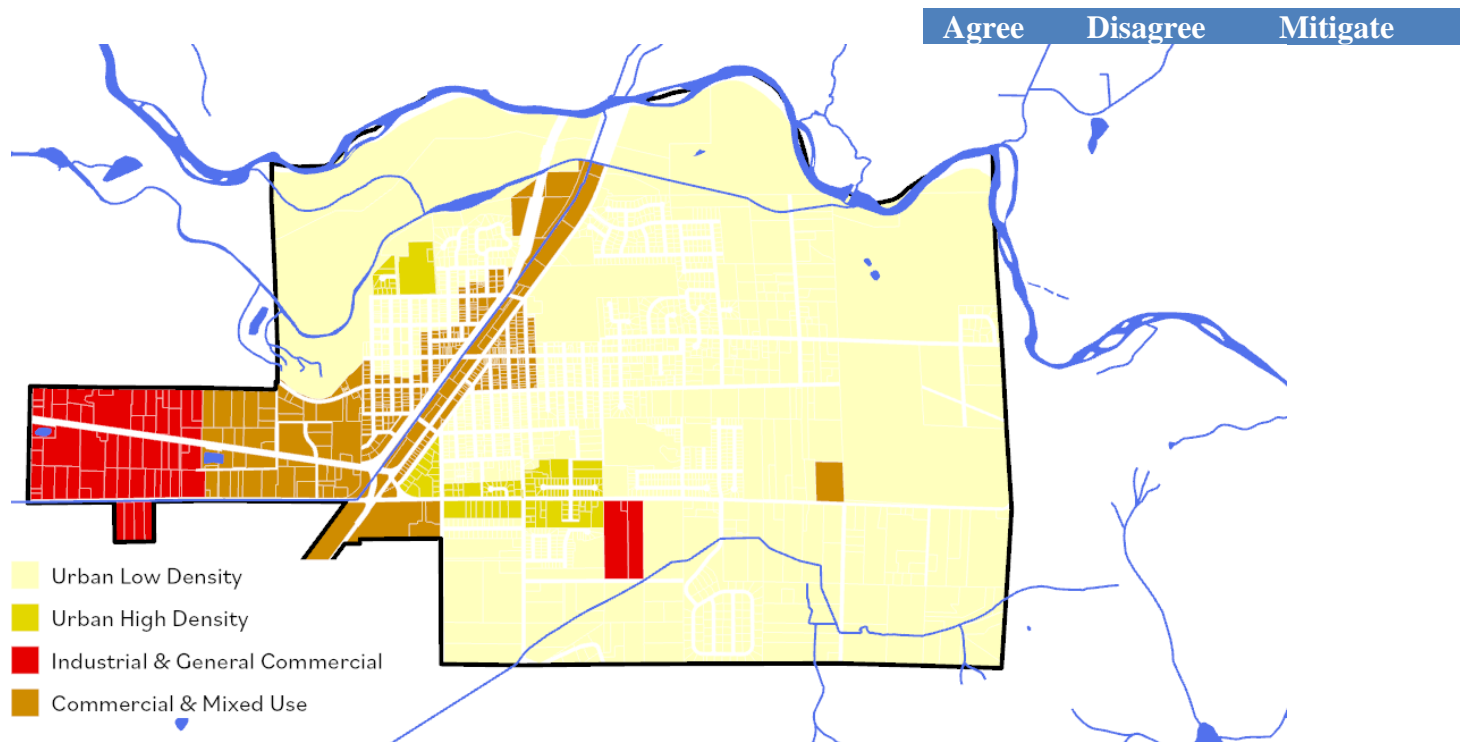 Agree Disagree Mitigate
Urban Low Density
Urban High Density
Industrial & General Commercial
Commercial & Mixed Use